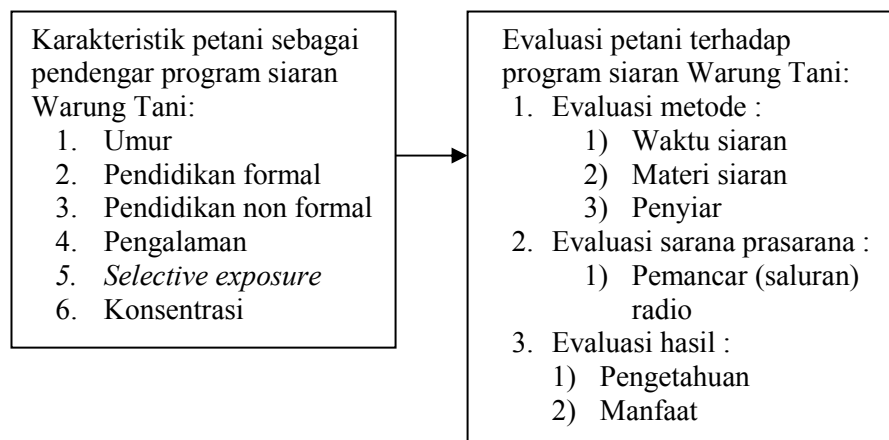 Karakteristik petani sebagai
pendengar program siaran
Warung Tani:
1. Umur
2. Pendidikan formal
3. Pendidikan non formal
4. Pengalaman
5. Selective exposure
6. Konsentrasi
Evaluasi petani terhadap
program siaran Warung Tani:
1. Evaluasi metode :
1) Waktu siaran
2) Materi siaran
3) Penyiar
2. Evaluasi sarana prasarana :
1) Pemancar (saluran)
radio
3. Evaluasi hasil :
1) Pengetahuan
2) Manfaat